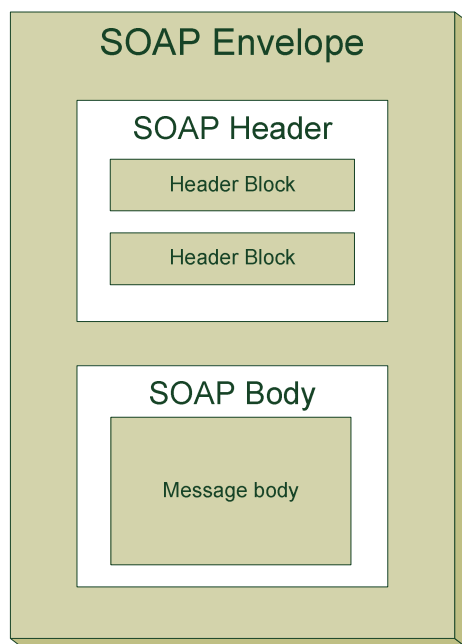 SOAP Envelope
SOAP Header
Header Block
Header Block
SOAP Body
Message body